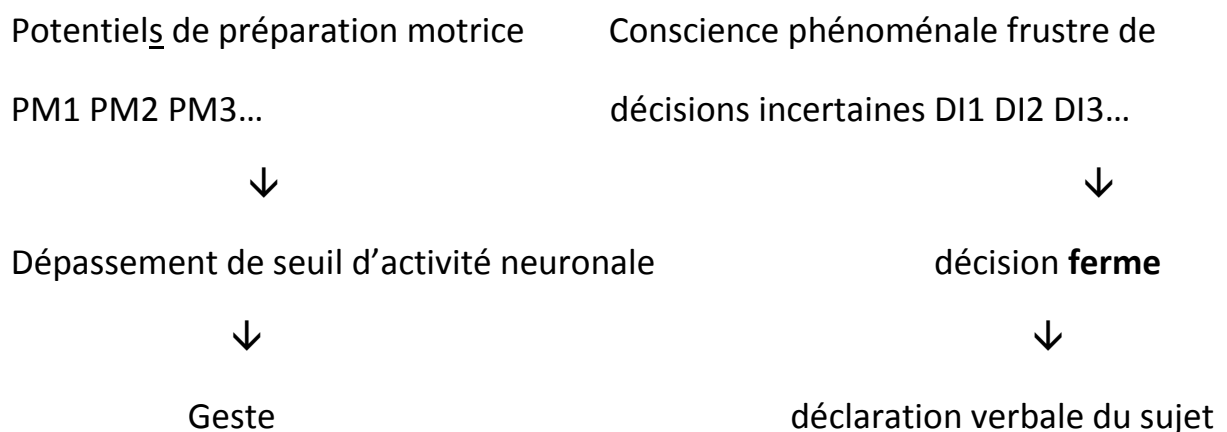 Potentiels de préparation motrice Conscience phénoménale frustre de
PM1 PM2 PM3… décisions incertaines DI1 DI2 DI3…
↓ ↓
Dépassement de seuil d’activité neuronale décision ferme
↓ ↓
Geste déclaration verbale du sujet